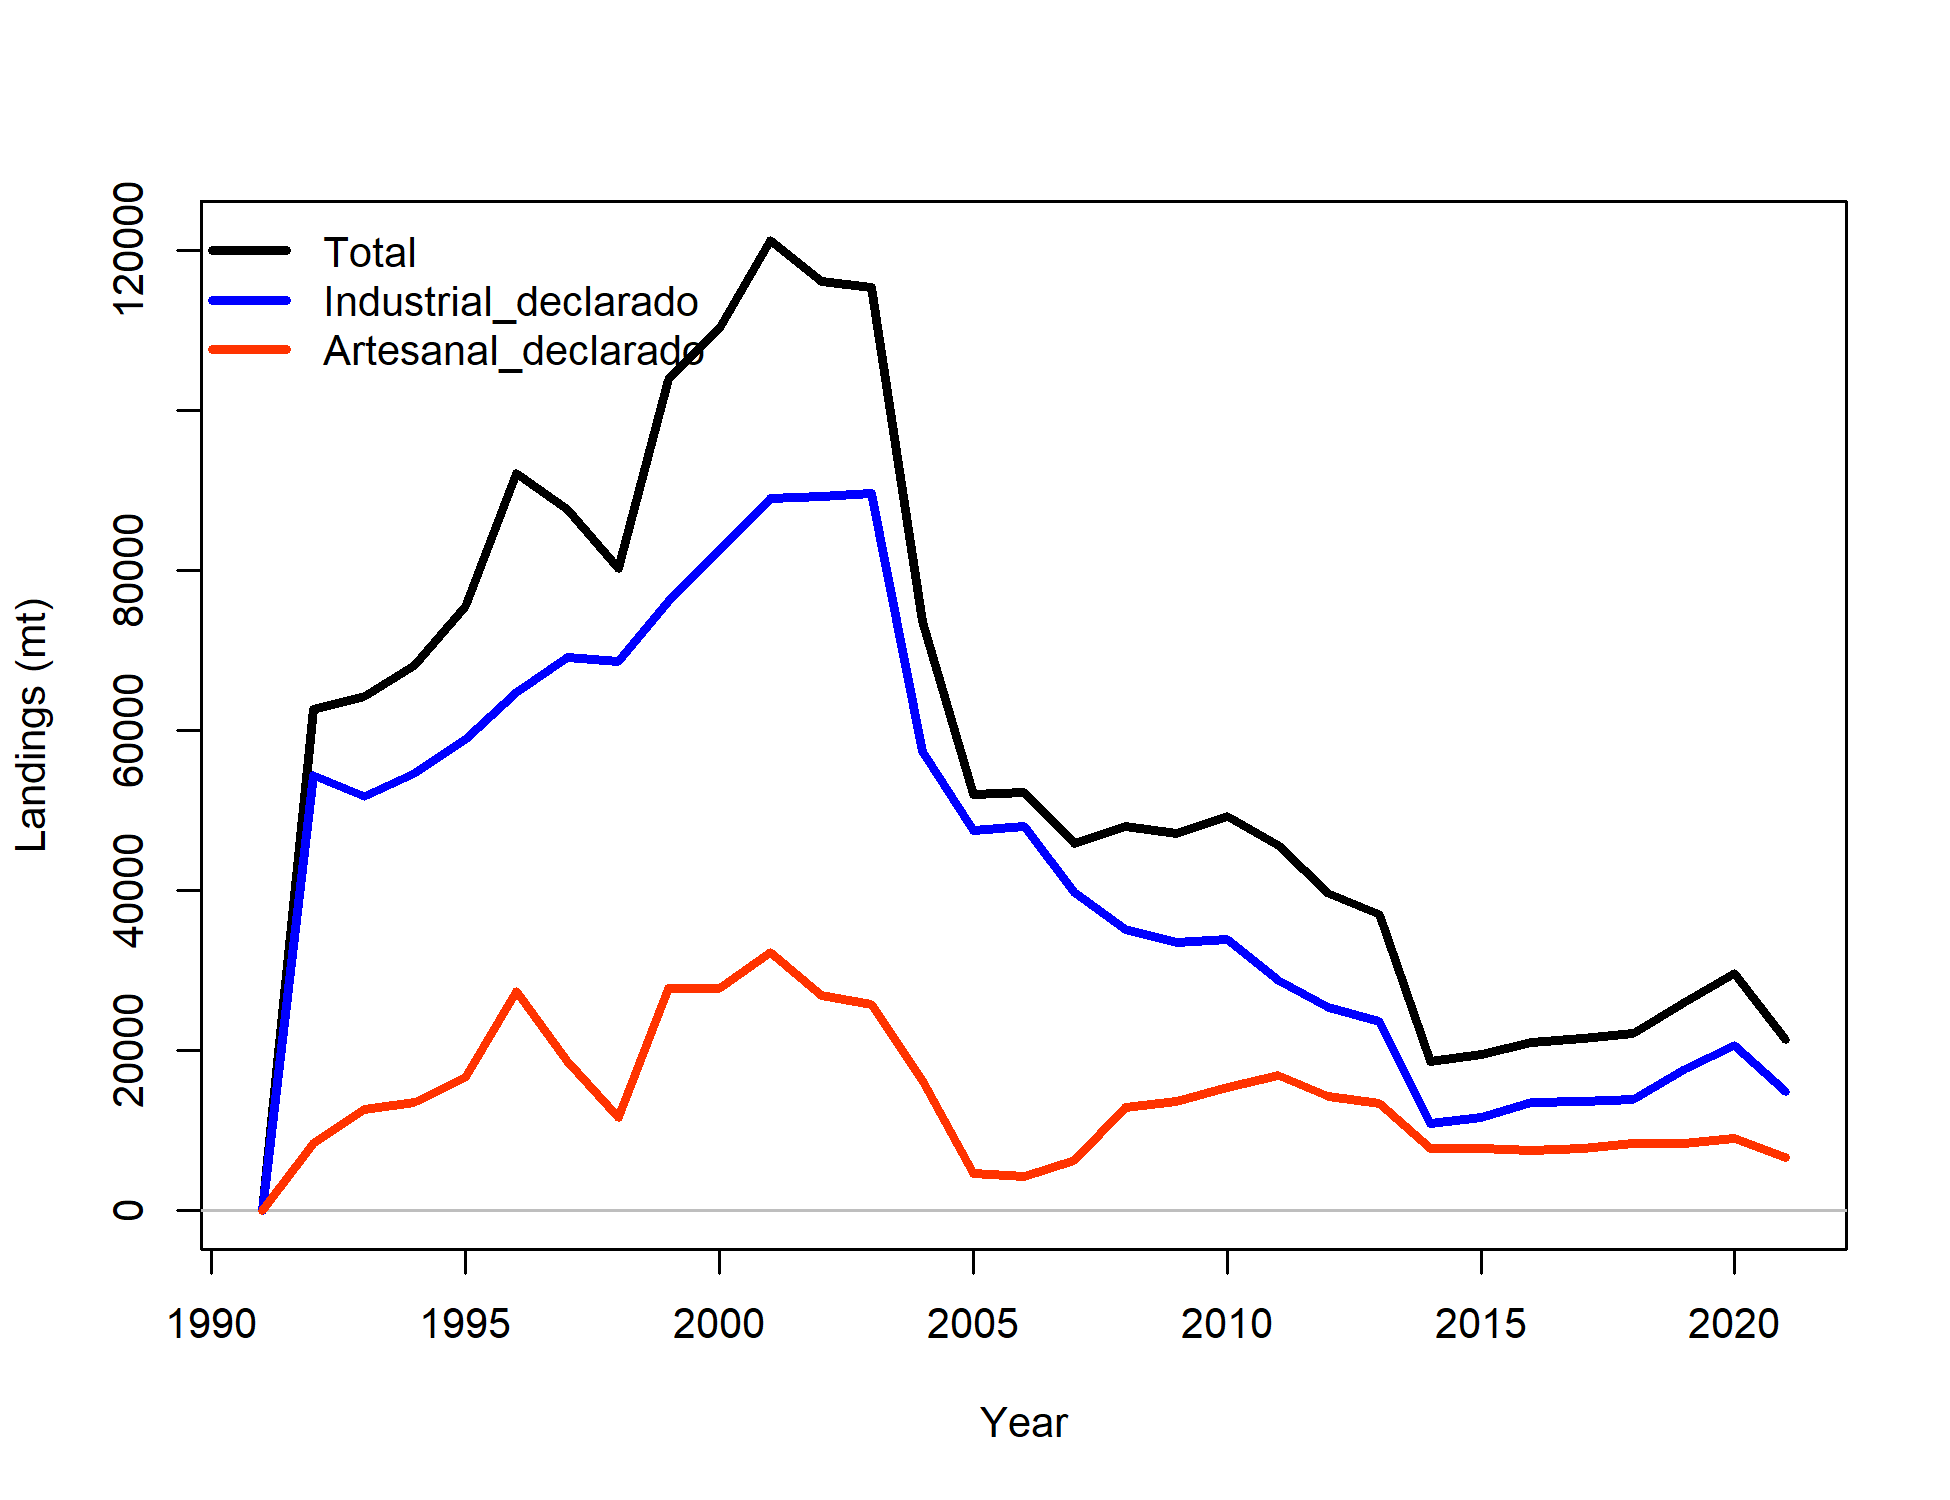 Total
Industrial_declarado
Artesanal_declarado
Landings (mt)
120000
80000
60000
40000
20000
0
1990 1995 2000 2005 2010 2015 2020
Year